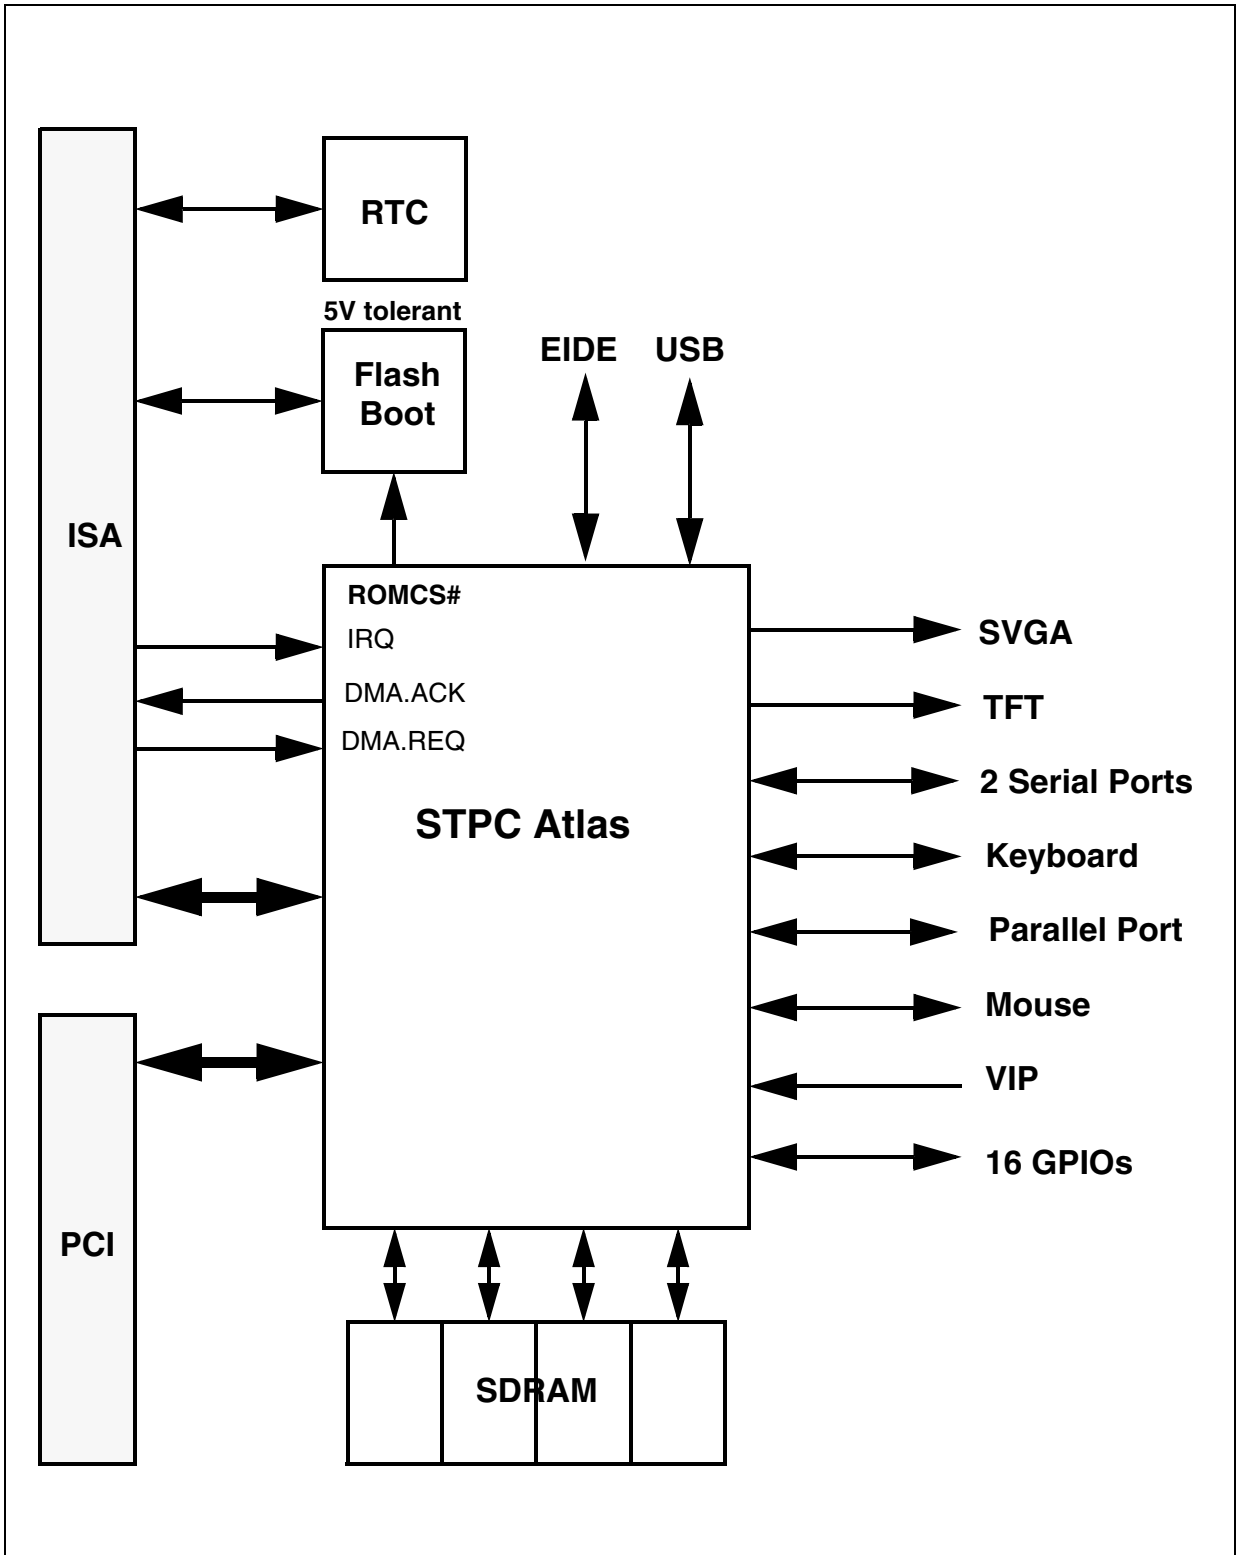 RTC
5V tolerant
Flash
Boot
EIDE
USB
ISA
ROMCS#
IRQ
DMA.ACK
DMA.REQ
STPC Atlas
SVGA
TFT
2 Serial Ports
Keyboard
Parallel Port
Mouse
VIP
16 GPIOs
PCI
SDRAM